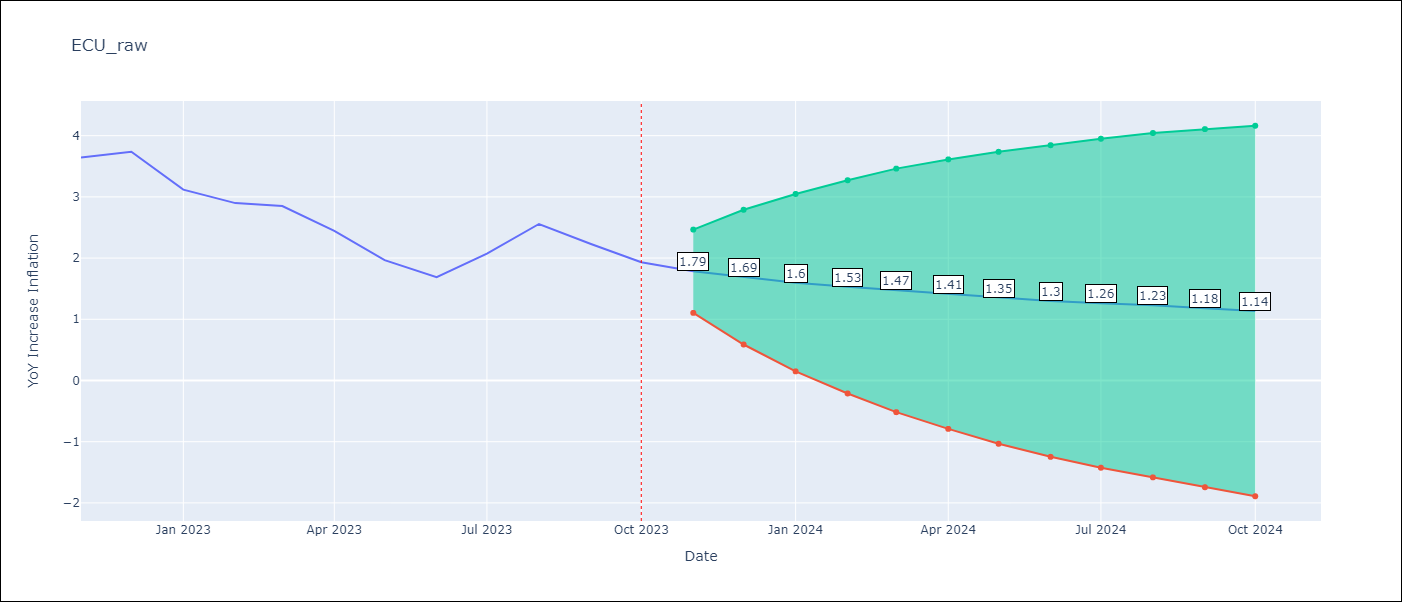 ECU_raw
YoY Increase Inflation
4
3
2
1
0
−1
−2
1.79
1.69
1.6
1.53
1.47
1.41
1.35
1.3
1.26
1.23
1.18
1.14
Jan 2023
Apr 2023
Jul 2023
Oct 2023
Jan 2024
Apr 2024
Jul 2024
Oct 2024
Date